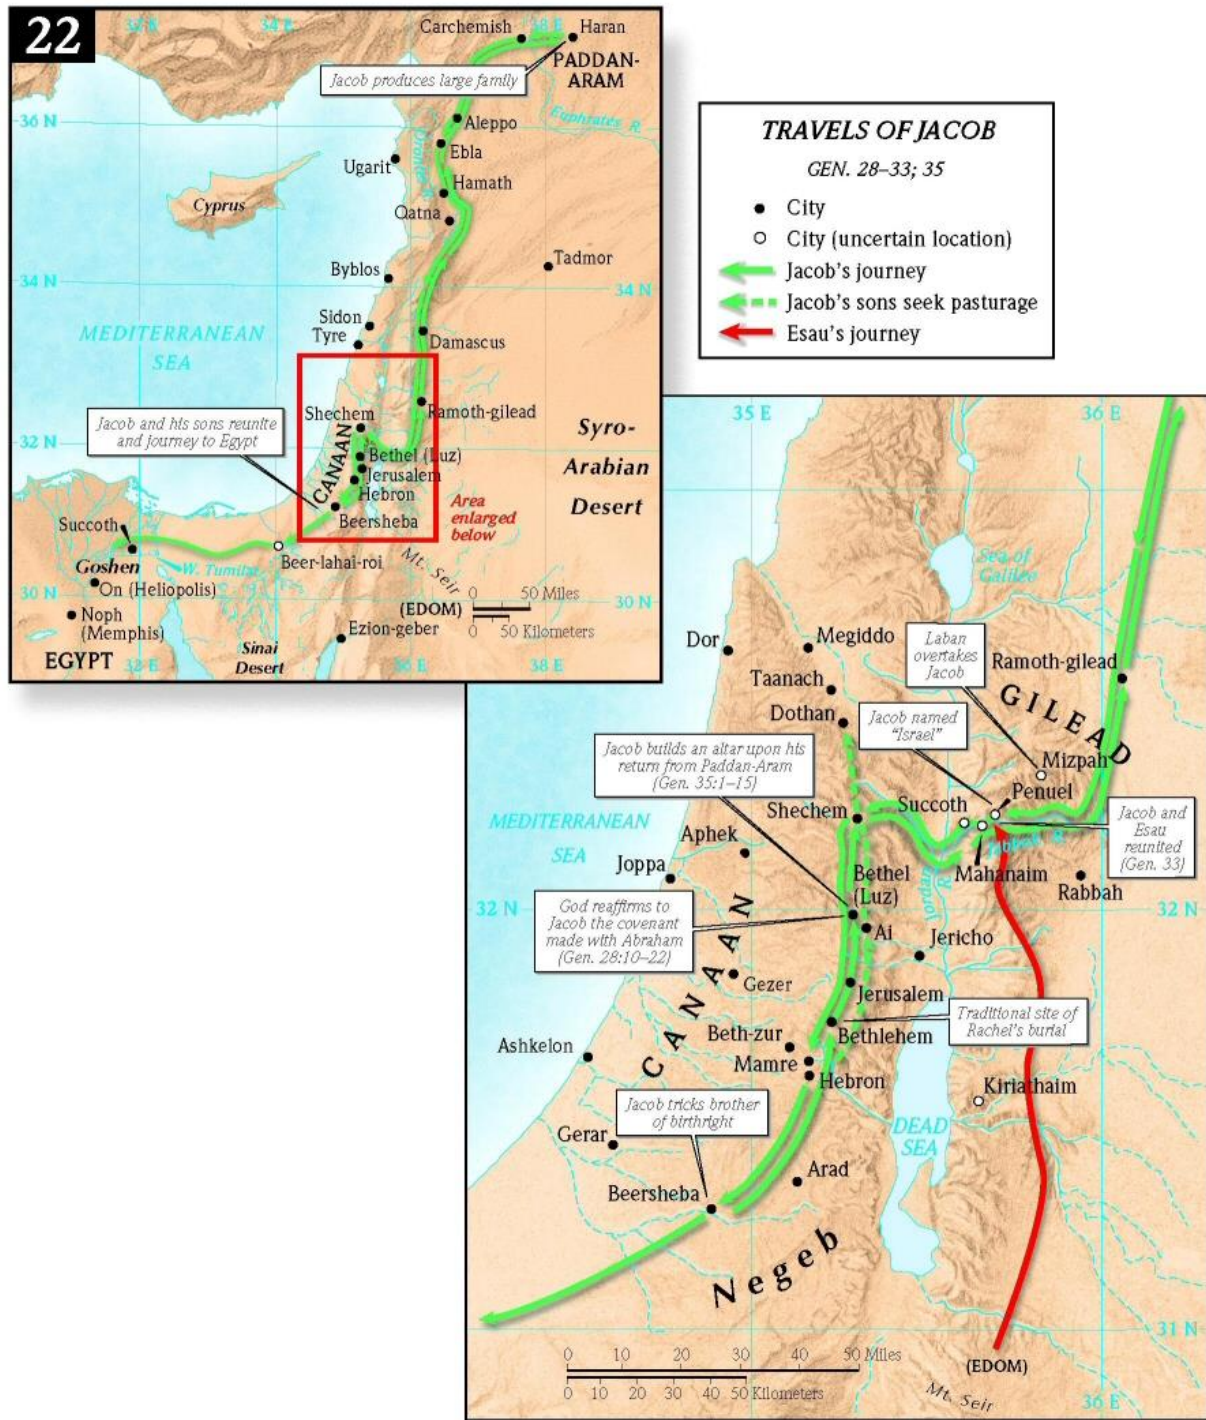 22
32 E
34 E
38 E
Carchemish
Haran
PADDAN-
ARAM
Jacob produces large family
Euphrates R.
36 N
Aleppo
Orontes R.
Ebla
Ugarit
Hamath
Cyprus
Qatna
Tadmor
Byblos
34 N
34 N
Sidon
Tyre
MEDITERRANEAN
SEA
Damascus
Shechem
Ramoth-gilead
Jacob and his sons reunite
and journey to Egypt
32 N
CANAAN
Bethel (Luz)
Jerusalem
Hebron
Beersheba
Syro-
Arabian
Desert
Area
enlarged
below
Succoth
Goshen
W. Tumilat
Beer-lahai-roi
Mt. Seir
On (Heliopolis)
30 N
(EDOM)
0 50 Miles
0 50 Kilometers
30 N
Noph
(Memphis)
Ezion-geber
EGYPT
32 E
Sinai
Desert
36 E
38 E
TRAVELS OF JACOB
GEN. 28–33; 35
City
City (uncertain location)
Jacob's journey
Jacob's sons seek pasturage
Esau's journey
35 E
36 E
Sea of
Galilee
Dor
Megiddo
Laban
overtakes
Jacob
Ramoth-gilead
Taanach
GILEAD
Dothan
Jacob named
"Israel"
Jacob builds an altar upon his
return from Paddan-Aram
(Gen. 35:1–15)
Mizpah
Penuel
Shechem
Succoth
Jacob and
Esau
reunited
(Gen. 33)
MEDITERRANEAN
SEA
Aphek
Jabbok R.
Mahanaim
Joppa
Bethel
(Luz)
Jordan R.
Rabbah
God reaffirms to
Jacob the covenant
made with Abraham
(Gen. 28:10–22)
32 N
32 N
CANAAN
Ai
Jericho
Gezer
Jerusalem
Traditional site of
Rachel's burial
Beth-zur
Bethlehem
Ashkelon
Mamre
Hebron
Kiriathaim
Jacob tricks brother
of birthright
DEAD
SEA
Gerar
Arad
Beersheba
Negeb
31 N
0 10 20 30 40 50 Miles
0 10 20 30 40 50 Kilometers
(EDOM)
Mt. Seir
36 E